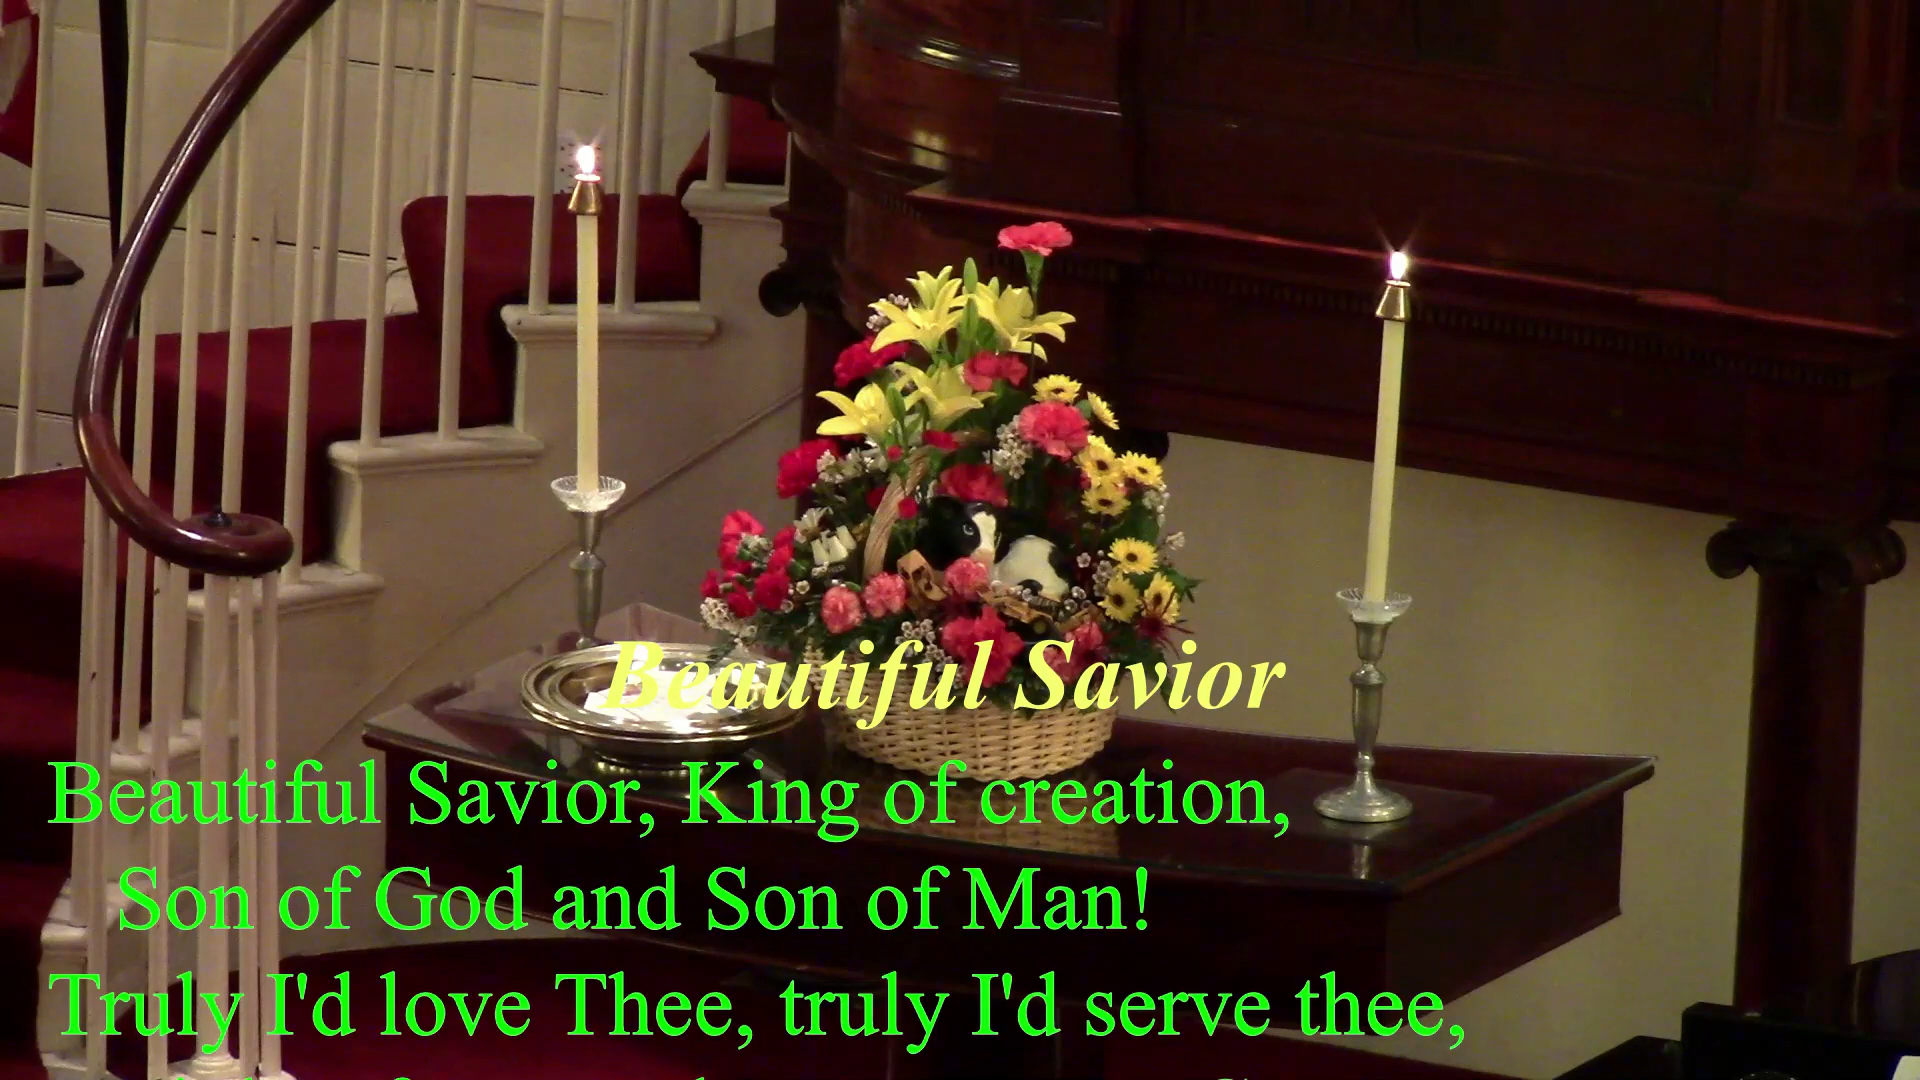 Beautiful Savior
Beautiful Savior, King of creation,
Son of God and Son of Man!
Truly I'd love Thee, truly I'd serve thee,